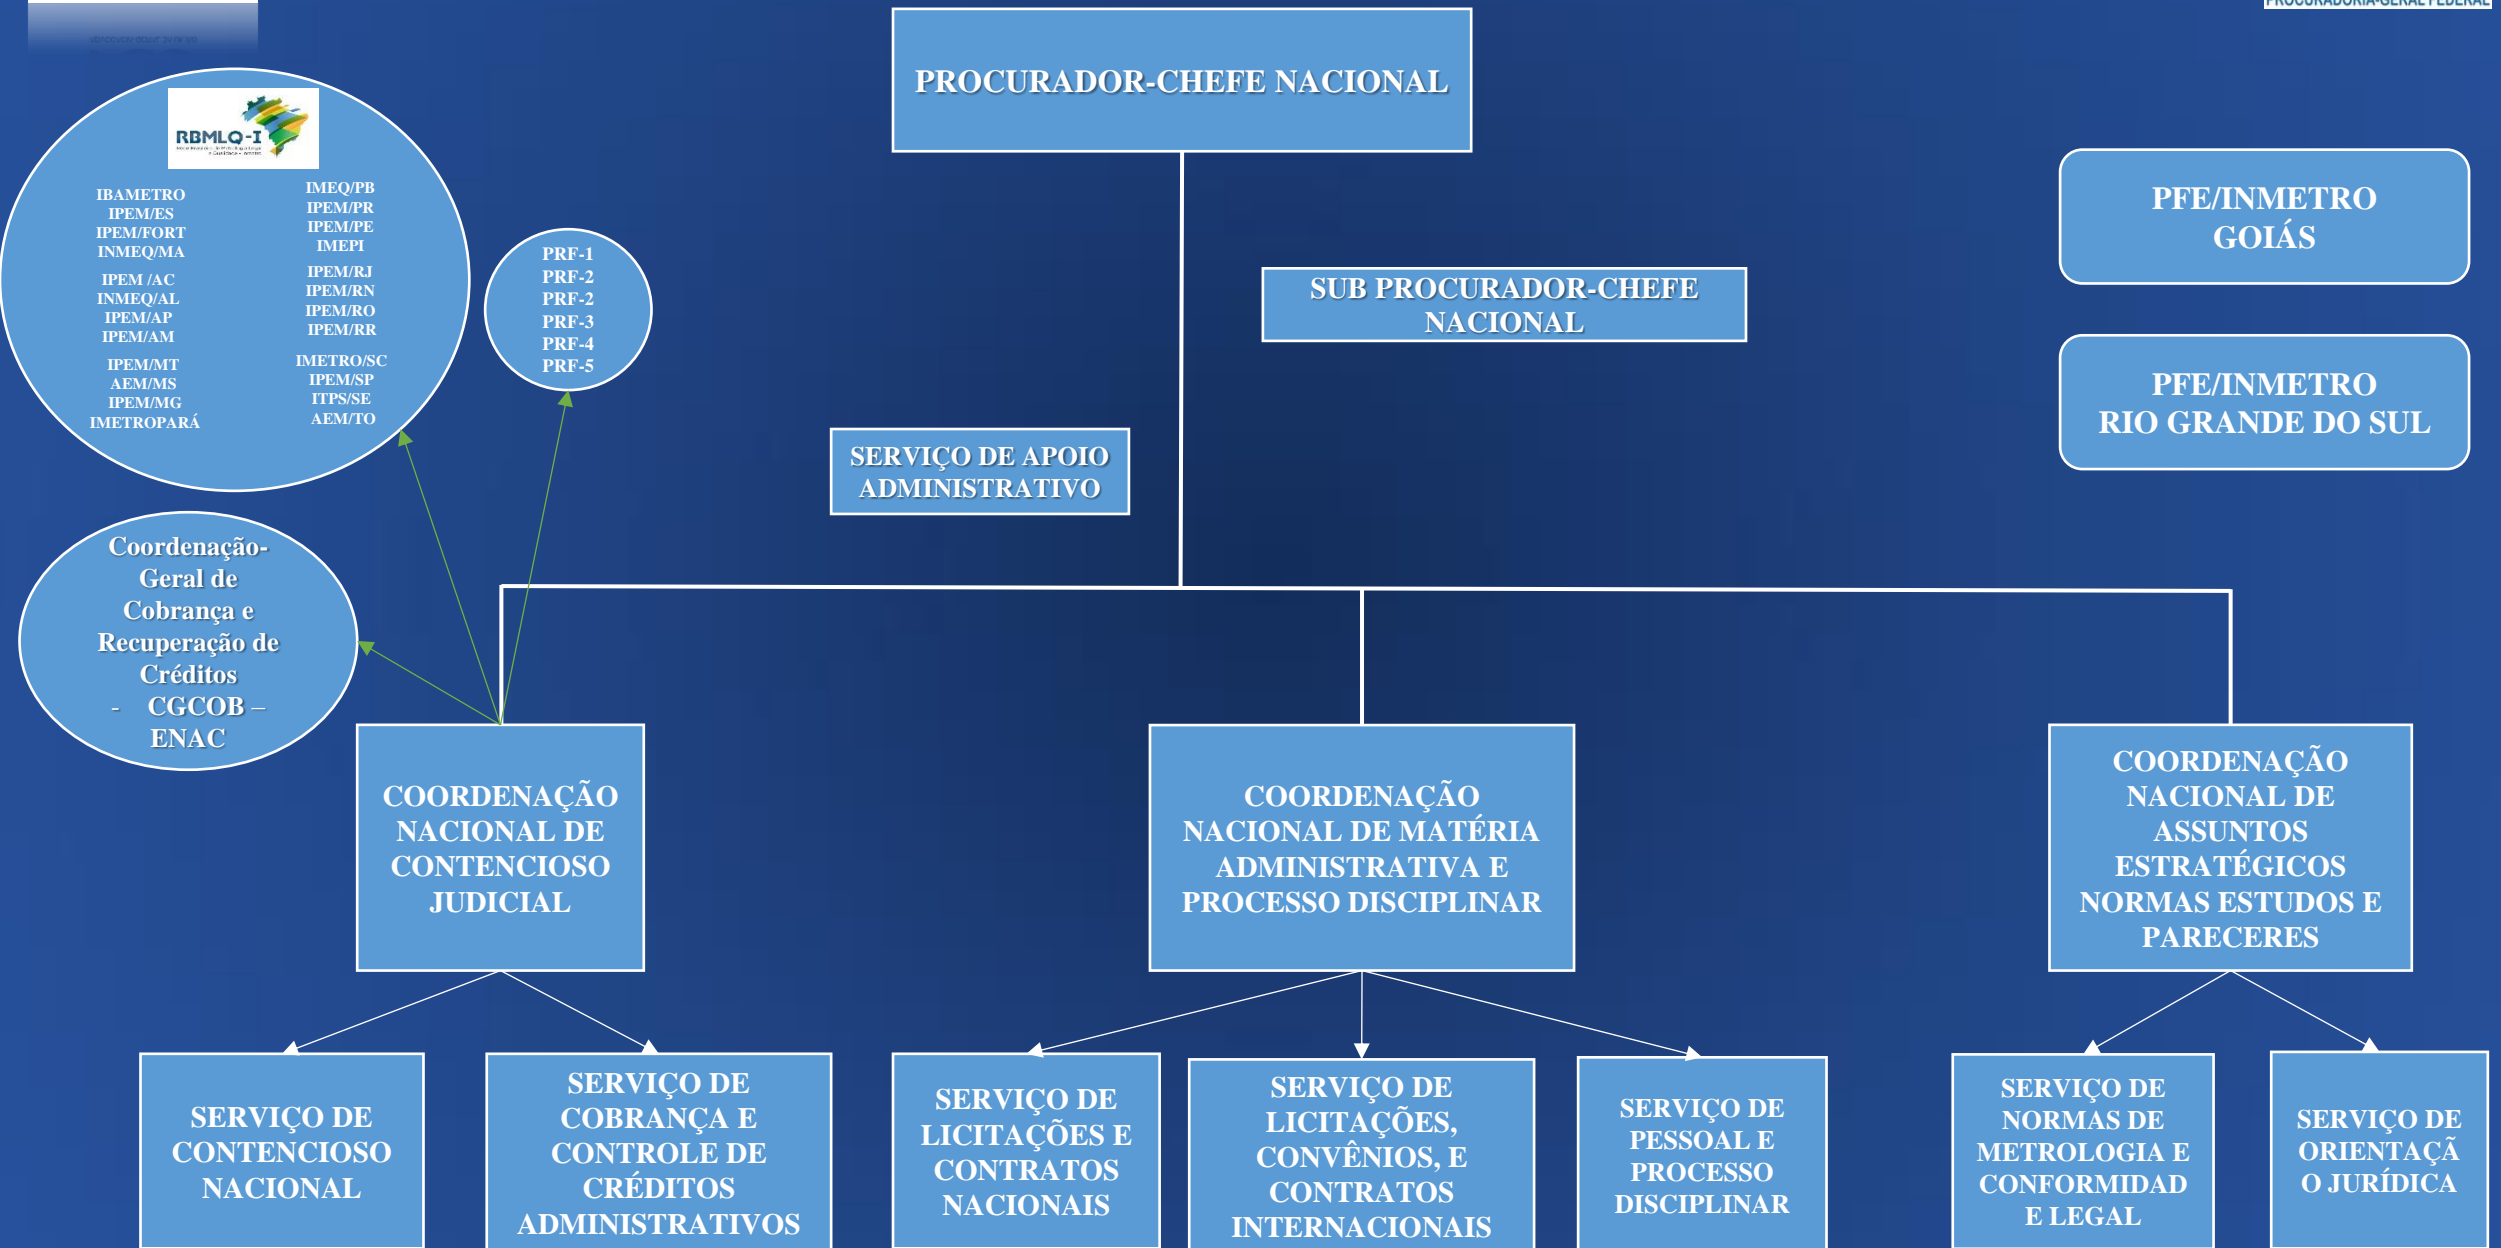 PROCURADORIA-GERAL FEDERAL
PROCURADOR-CHEFE NACIONAL
RBMLQ-I
IBAMETRO
IPEM/ES
IPEM/FORT
INMEQ/MA
IPEM /AC
INMEQ/AL
IPEM/AP
IPEM/AM
IPEM/MT
AEM/MS
IPEM/MG
IMETROPARÁ
IMEQ/PB
IPEM/PR
IPEM/PE
IMEPI
IPEM/RJ
IPEM/RN
IPEM/RO
IPEM/RR
IMETRO/SC
IPEM/SP
ITPS/SE
AEM/TO
PRF-1
PRF-2
PRF-2
PRF-3
PRF-4
PRF-5
SUB PROCURADOR-CHEFE
NACIONAL
PFE/INMETRO
GOIÁS
PFE/INMETRO
RIO GRANDE DO SUL
SERVIÇO DE APOIO
ADMINISTRATIVO
Coordenação-
Geral de
Cobrança e
Recuperação de
Créditos
- CGCOB –
ENAC
COORDENAÇÃO
NACIONAL DE
CONTENCIOSO
JUDICIAL
COORDENAÇÃO
NACIONAL DE MATÉRIA
ADMINISTRATIVA E
PROCESSO DISCIPLINAR
COORDENAÇÃO
NACIONAL DE
ASSUNTOS
ESTRATÉGICOS
NORMAS ESTUDOS E
PARECERES
SERVIÇO DE
CONTENCIOSO
NACIONAL
SERVIÇO DE
COBRANÇA E
CONTROLE DE
CRÉDITOS
ADMINISTRATIVOS
SERVIÇO DE
LICITAÇÕES E
CONTRATOS
NACIONAIS
SERVIÇO DE
LICITAÇÕES,
CONVÊNIOS, E
CONTRATOS
INTERNACIONAIS
SERVIÇO DE
PESSOAL E
PROCESSO
DISCIPLINAR
SERVIÇO DE
NORMAS DE
METROLOGIA E
CONFORMIDAD
E LEGAL
SERVIÇO DE
ORIENTAÇÃ
O JURÍDICA